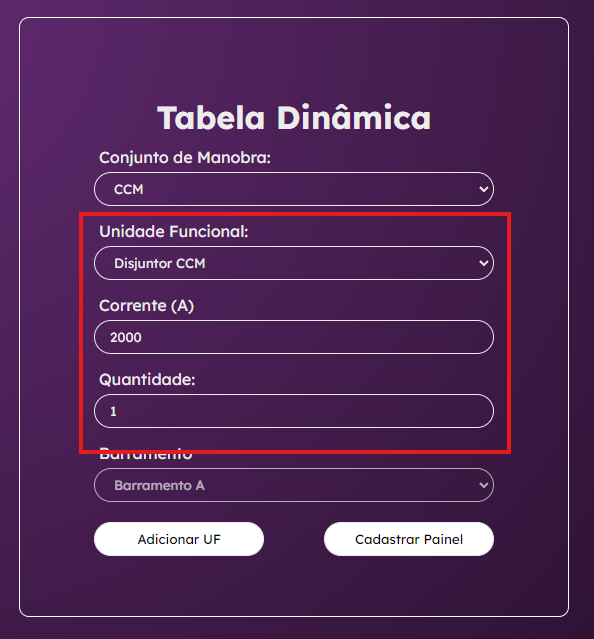 Tabela Dinâmica
Conjunto de Manobra:
CCM
Unidade Funcional:
Disjuntor CCM
Corrente (A)
2000
Quantidade:
1
Barramento
Barramento A
Adicionar UF
Cadastrar Painel